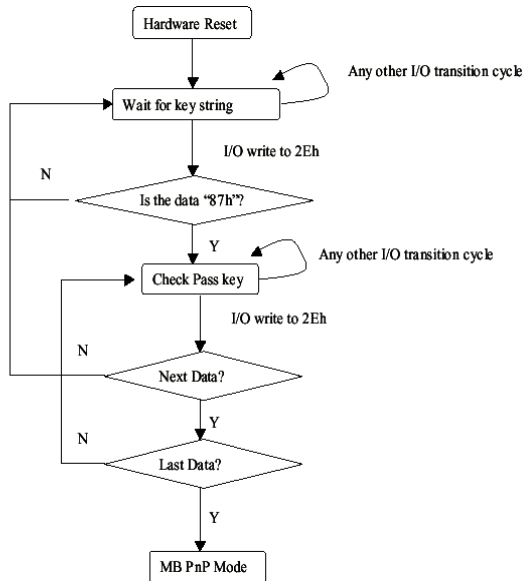 Hardware Reset
Any other I/O transition cycle
Wait for key string
I/O write to 2Eh
N
Is the data “87h”?
Y
Any other I/O transition cycle
Check Pass key
I/O write to 2Eh
N
Next Data?
Y
N
Last Data?
Y
MB PnP Mode